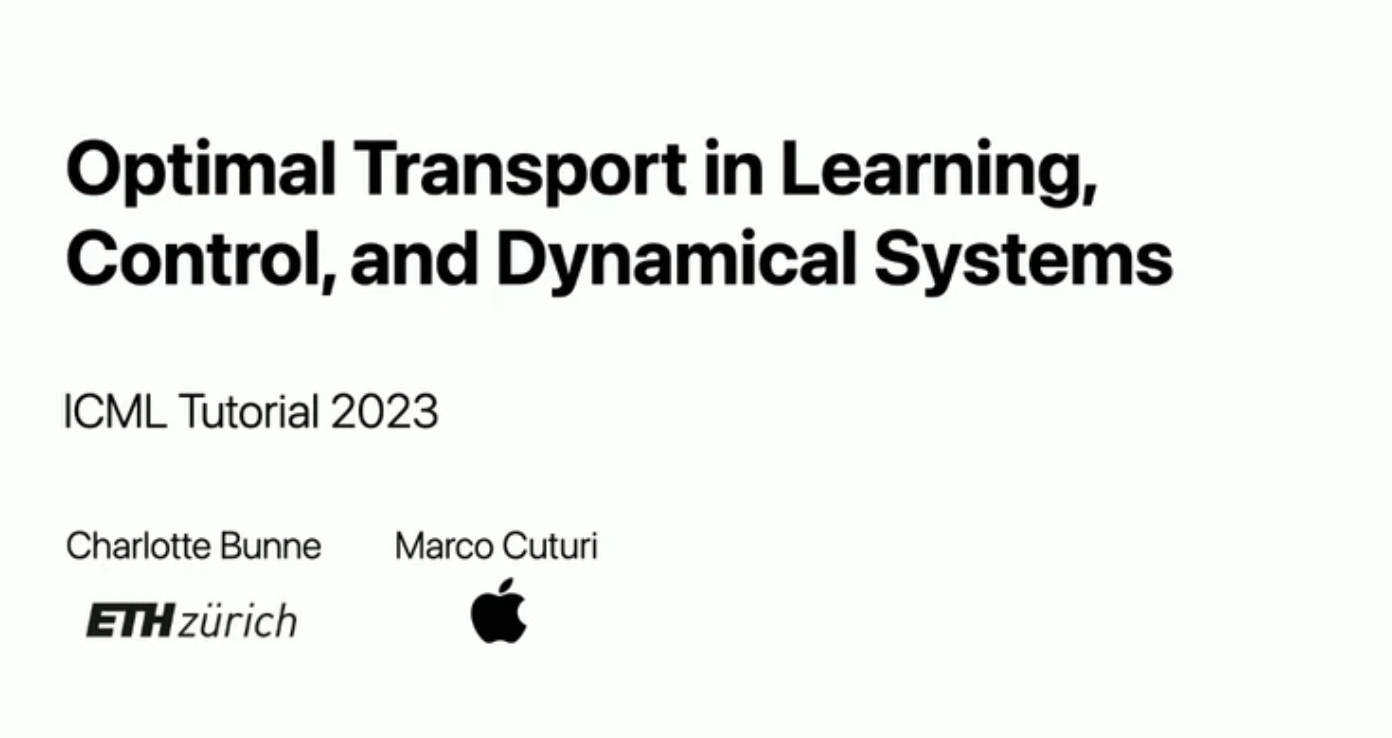 Optimal Transport in Learning,
Control, and Dynamical Systems
ICML Tutorial 2023
Charlotte Bunne Marco Cuturi
ETH zürich